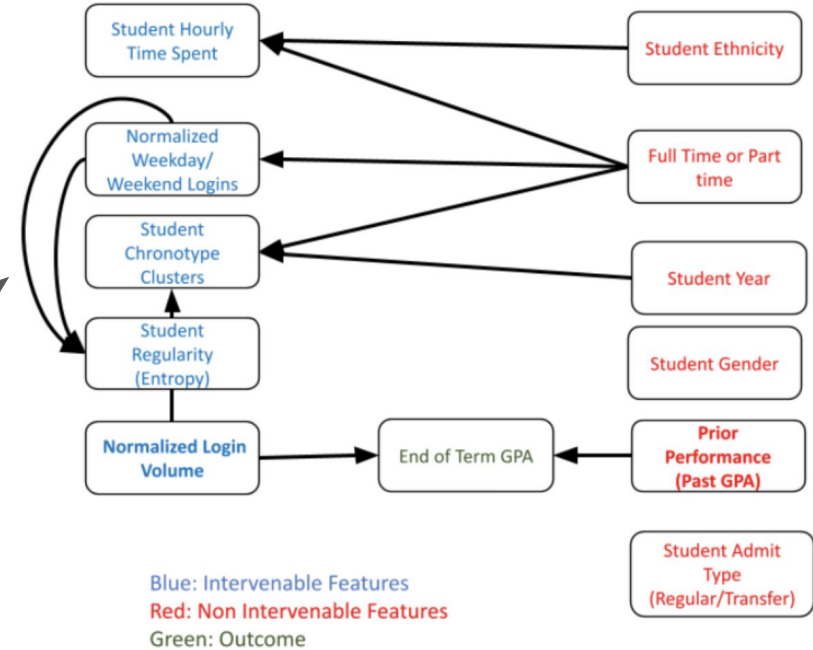 Student Hourly
Time Spent
Student Ethnicity
Normalized
Weekday/
Weekend Logins
Full Time or Part
time
Student
Chronotype
Clusters
Student Year
Student
Regularity
(Entropy)
Student Gender
Normalized Login
Volume
End of Term GPA
Prior
Performance
(Past GPA)
Student Admit
Type
(Regular/Transfer)
Blue: Intervenable Features
Red: Non Intervenable Features
Green: Outcome